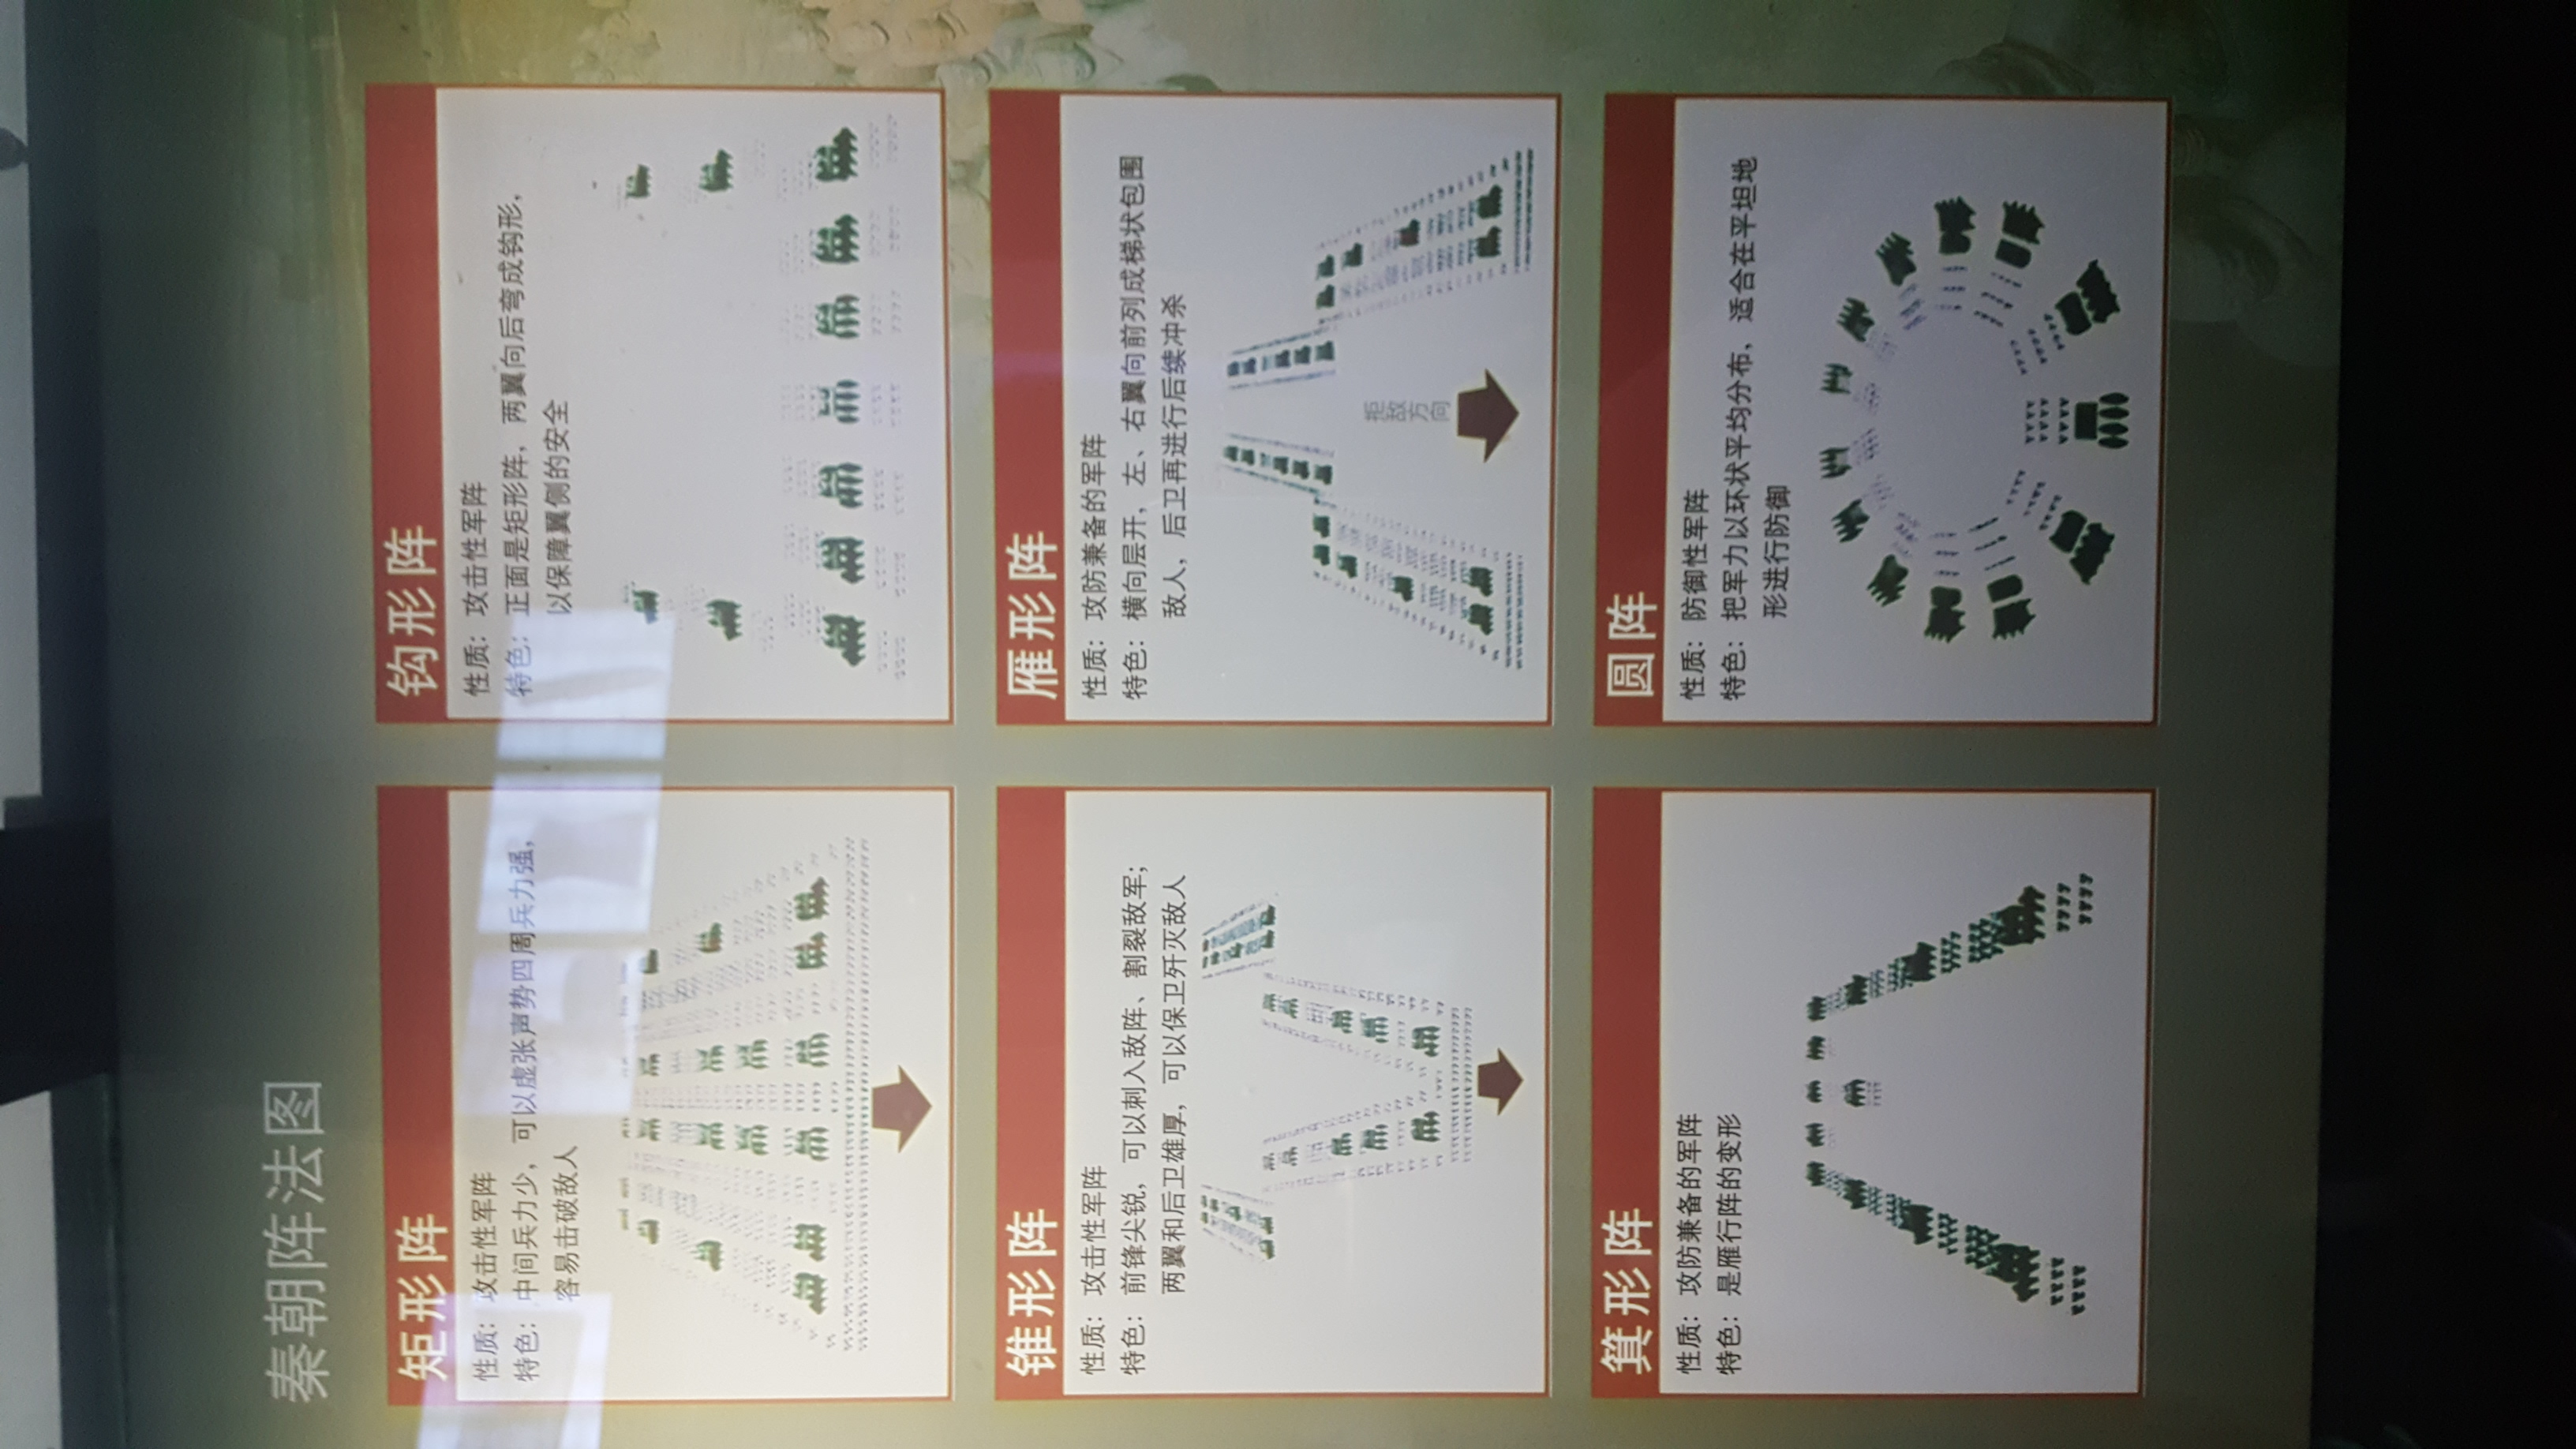 秦朝阵法图
矩形阵
性质：攻击性军阵
特色：中间兵力少，可以虚张声势四周兵力强，
容易击破敌人
钩形阵
性质：攻击性军阵
特色：正面是矩形阵，两翼向后弯成钩形，
以保障翼侧的安全
锥形阵
性质：攻击性军阵
特色：前锋尖锐，可以刺入敌阵、割裂敌军；
两翼和后卫雄厚，可以保卫歼灭敌人
雁形阵
性质：攻防兼备的军阵
特色：横向层开，左、右翼向前列成梯状包围
敌人，后卫再进行后续冲杀
拒敌方向
箕形阵
性质：攻防兼备的军阵
特色：是雁行阵的变形
圆阵
性质：防御性军阵
特色：把军力以环状平均分布，适合在平坦地
形进行防御